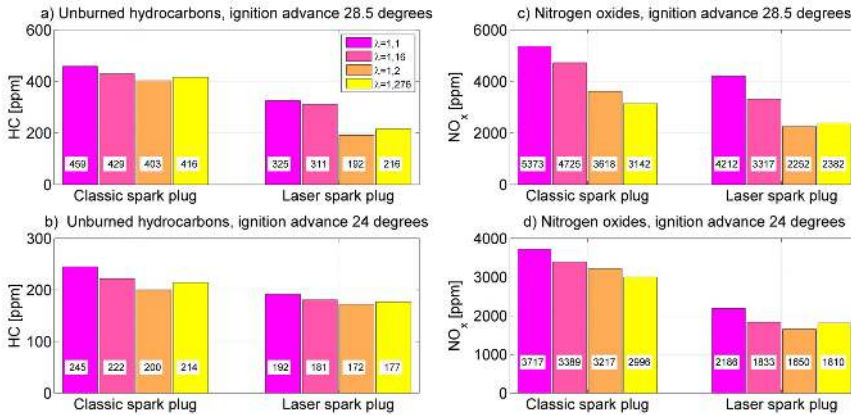 a) Unburned hydrocarbons, ignition advance 28.5 degrees
600
400
200
0
HC [ppm]
λ=1,1
λ=1,16
λ=1,2
λ=1,276
459 429 403 416 325 311 192 216
Classic spark plug Laser spark plug
c) Nitrogen oxides, ignition advance 28.5 degrees
6000
4000
2000
0
NOx [ppm]
5373 4725 3618 3142 4212 3317 2252 2382
Classic spark plug Laser spark plug
b) Unburned hydrocarbons, ignition advance 24 degrees
300
200
100
0
HC [ppm]
245 222 200 214 192 181 172 177
Classic spark plug Laser spark plug
d) Nitrogen oxides, ignition advance 24 degrees
4000
3000
2000
1000
0
NOx [ppm]
3717 3389 3217 2996 2186 1833 1650 1810
Classic spark plug Laser spark plug